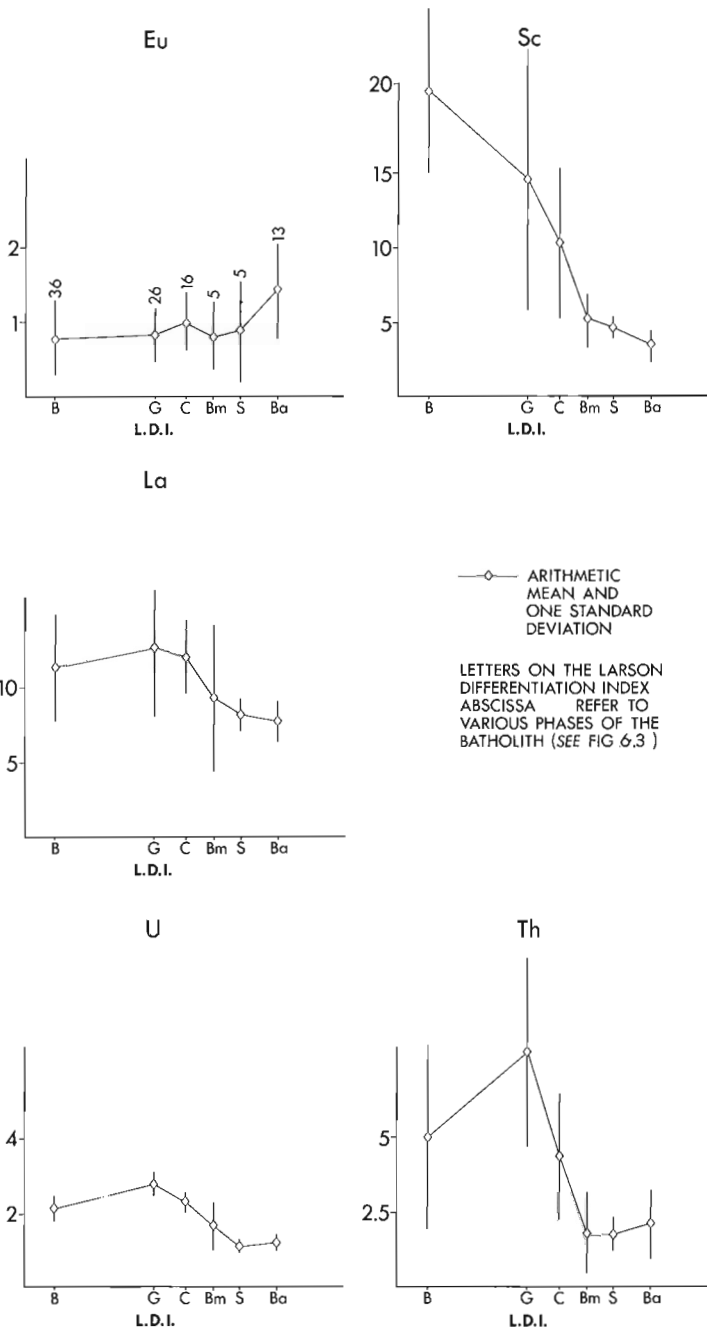 Eu
2
1
36
26
16
5
5
13
B G C Bm S Ba
L.D.I.
Sc
20
15
10
5
B G C Bm S Ba
L.D.I.
La
10
5
B G C Bm S Ba
L.D.I.
ARITHMETIC
MEAN AND
ONE STANDARD
DEVIATION
LETTERS ON THE LARSON
DIFFERENTIATION INDEX
ABSCISSA REFER TO
VARIOUS PHASES OF THE
BATHOLITH (SEE FIG 6.3 )
U
4
2
B G C Bm S Ba
L.D.I.
Th
5
2.5
B G C Bm S Ba
L.D.I.